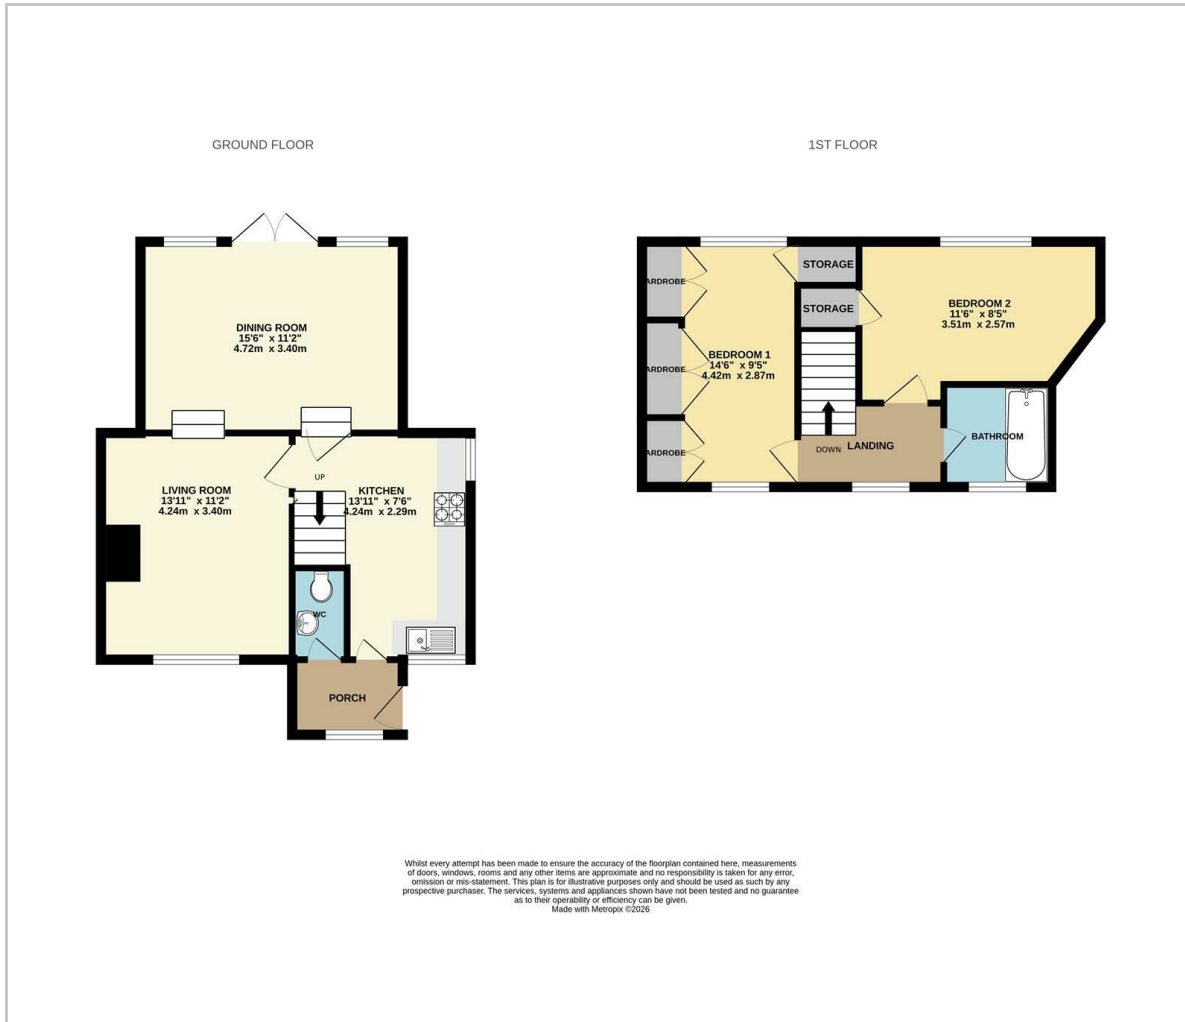 GROUND FLOOR
DINING ROOM
15'6" x 11'2"
4.72m x 3.40m
UP
LIVING ROOM
13'11" x 11'2"
4.24m x 3.40m
KITCHEN
13'11" x 7'6"
4.24m x 2.29m
WC
PORCH
1ST FLOOR
STORAGE
ARDROBE
STORAGE
BEDROOM 2
11'6" x 8'5"
3.51m x 2.57m
BEDROOM 1
14'6" x 9'5"
4.42m x 2.87m
ARDROBE
BATHROOM
LANDING
DOWN
ARDROBE
Whilst every attempt has been made to ensure the accuracy of the floorplan contained here, measurements
of doors, windows, rooms and any other items are approximate and no responsibility is taken for any error,
omission or mis-statement. This plan is for illustrative purposes only and should be used as such by any
prospective purchaser. The services, systems and appliances shown have not been tested and no guarantee
as to their operability or efficiency can be given.
Made with Metropix ©2026